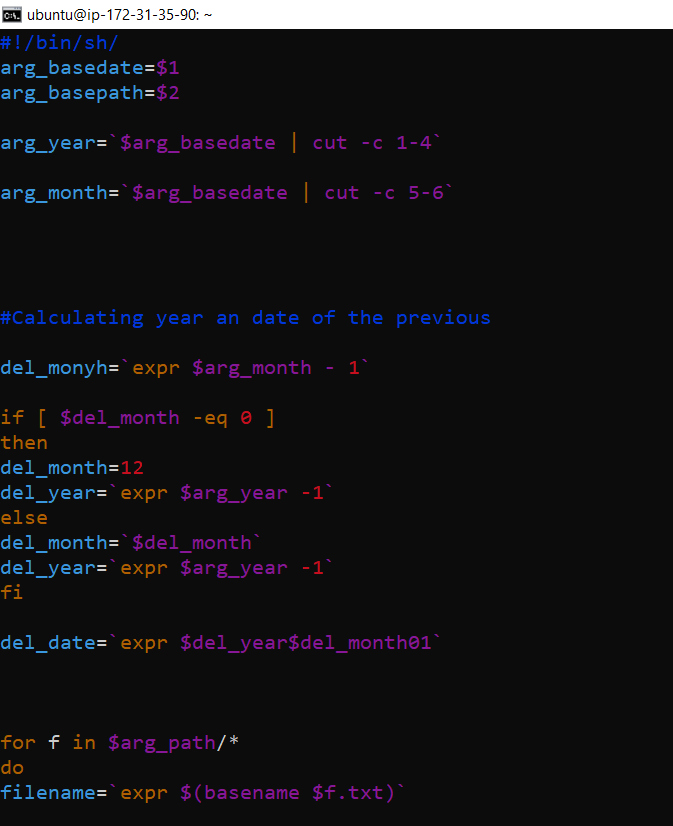 ubuntu@ip-172-31-35-90: ~
#!/bin/sh/
arg_basedate=$1
arg_basepath=$2
arg_year=`$arg_basedate | cut -c 1-4`
arg_month=`$arg_basedate | cut -c 5-6`
#Calculating year an date of the previous
del_monyh=`expr $arg_month - 1`
if [ $del_month -eq 0 ]
then
del_month=12
del_year=`expr $arg_year -1`
else
del_month=`$del_month`
del_year=`expr $arg_year -1`
fi
del_date=`expr $del_year$del_month01`
for f in $arg_path/*
do
filename=`expr $(basename $f.txt)`